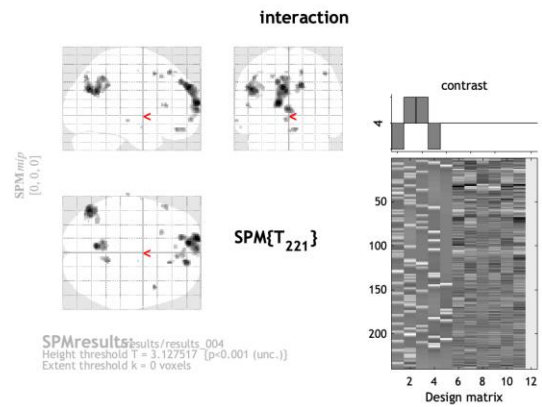 interaction
contrast
4
SPMmip
[0, 0, 0]
SPM{T221}
50
100
150
200
SPMresults: results/results_004
Height threshold T = 3.127517 {p<0.001 (unc.)}
Extent threshold k = 0 voxels
2 4 6 8 10 12
Design matrix